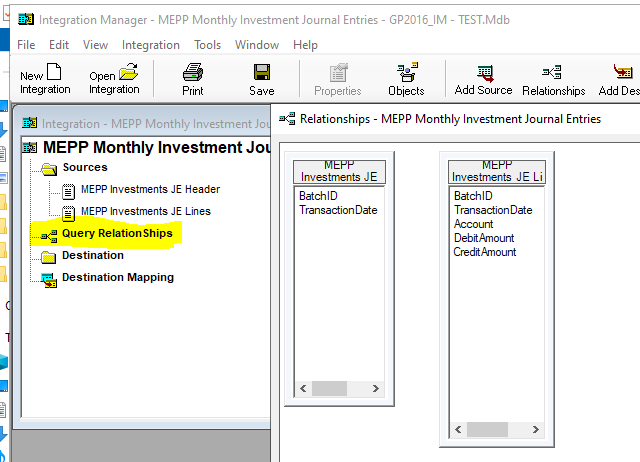 Integration Manager - MEPP Monthly Investment Journal Entries - GP2016_IM - TEST.Mdb
File Edit View Integration Tools Window Help
New Integration
Open Integration
Print
Save
Properties
Objects
Add Source
Relationships
Add Des
Integration - MEPP Monthly Investment Jou
MEPP Monthly Investment Jou
Sources
MEPP Investments JE Header
MEPP Investments JE Lines
Query RelationShips
Destination
Destination Mapping
Relationships - MEPP Monthly Investment Journal Entries
MEPP
Investments JE
BatchID
TransactionDate
MEPP
Investments JE Li
BatchID
TransactionDate
Account
DebitAmount
CreditAmount